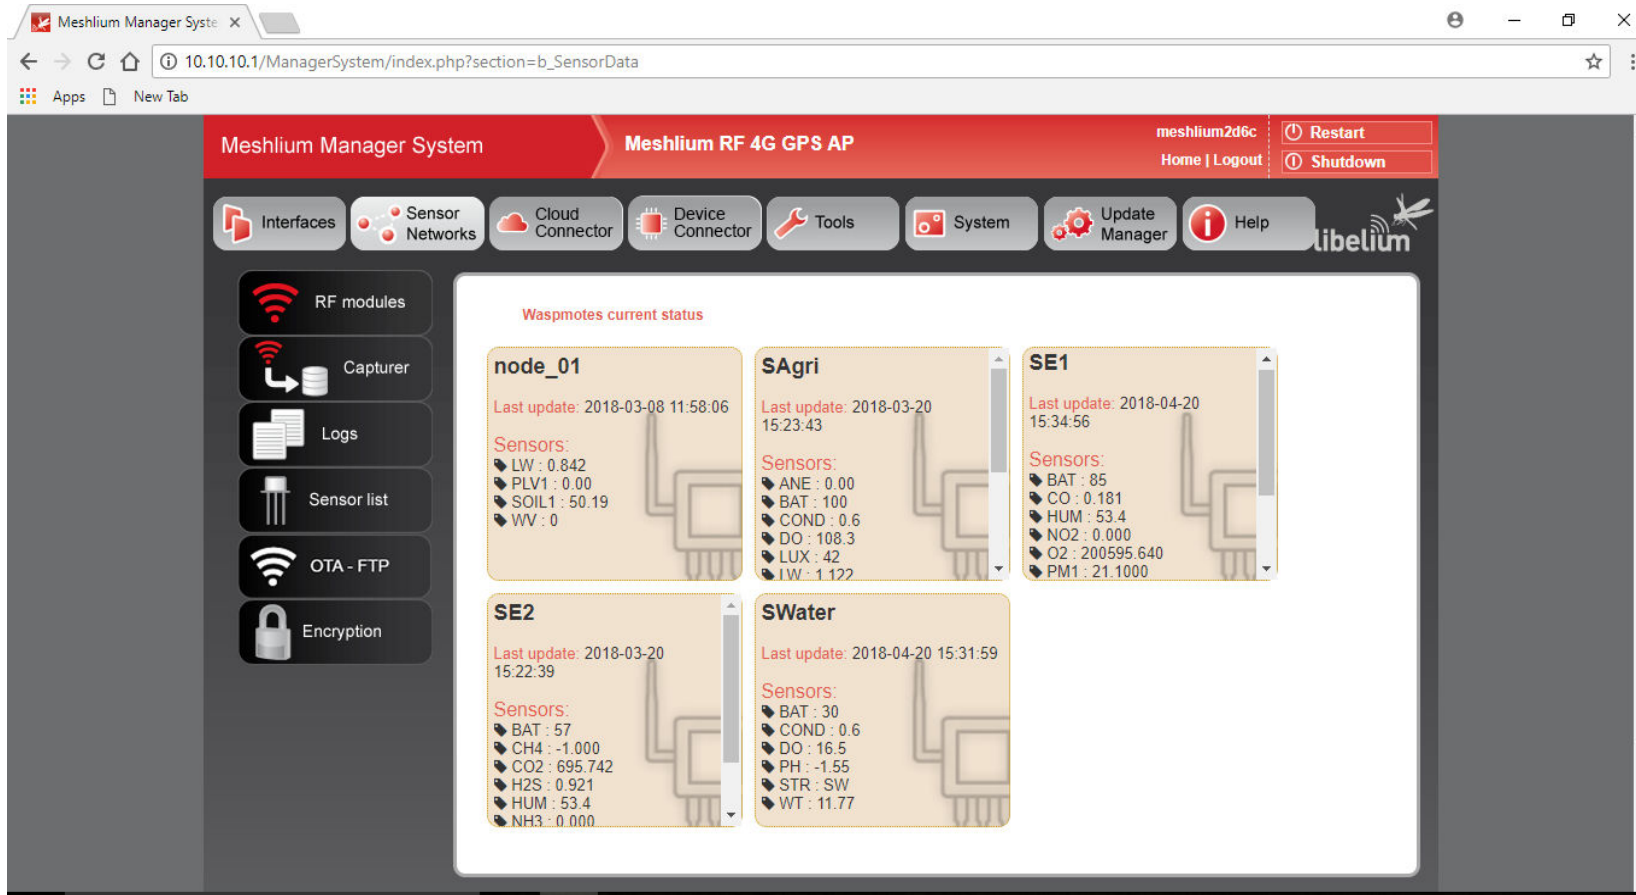 Meshlium Manager Syste
10.10.10.1/ManagerSystem/index.php?section=b_SensorData
Apps New Tab
Meshlium Manager System
Meshlium RF 4G GPS AP
meshlium2d6c
Home | Logout
Restart
Shutdown
Interfaces
Sensor
Networks
Cloud
Connector
Device
Connector
Tools
System
Update
Manager
Help
libelium
RF modules
Capturer
Logs
Sensor list
OTA - FTP
Encryption
Waspmotes current status
node_01
Last update: 2018-03-08 11:58:06
Sensors:
LW : 0.842
PLV1 : 0.00
SOIL1 : 50.19
WV : 0
SAgri
Last update: 2018-03-20
15:23:43
Sensors:
ANE : 0.00
BAT : 100
COND : 0.6
DO : 108.3
LUX : 42
LW : 1.122
SE1
Last update: 2018-04-20
15:34:56
Sensors:
BAT : 85
CO : 0.181
HUM : 53.4
NO2 : 0.000
O2 : 200595.640
PM1 : 21.1000
SE2
Last update: 2018-03-20
15:22:39
Sensors:
BAT : 57
CH4 : -1.000
CO2 : 695.742
H2S : 0.921
HUM : 53.4
NH3 : 0.000
SWater
Last update: 2018-04-20 15:31:59
Sensors:
BAT : 30
COND : 0.6
DO : 16.5
PH : -1.55
STR : SW
WT : 11.77